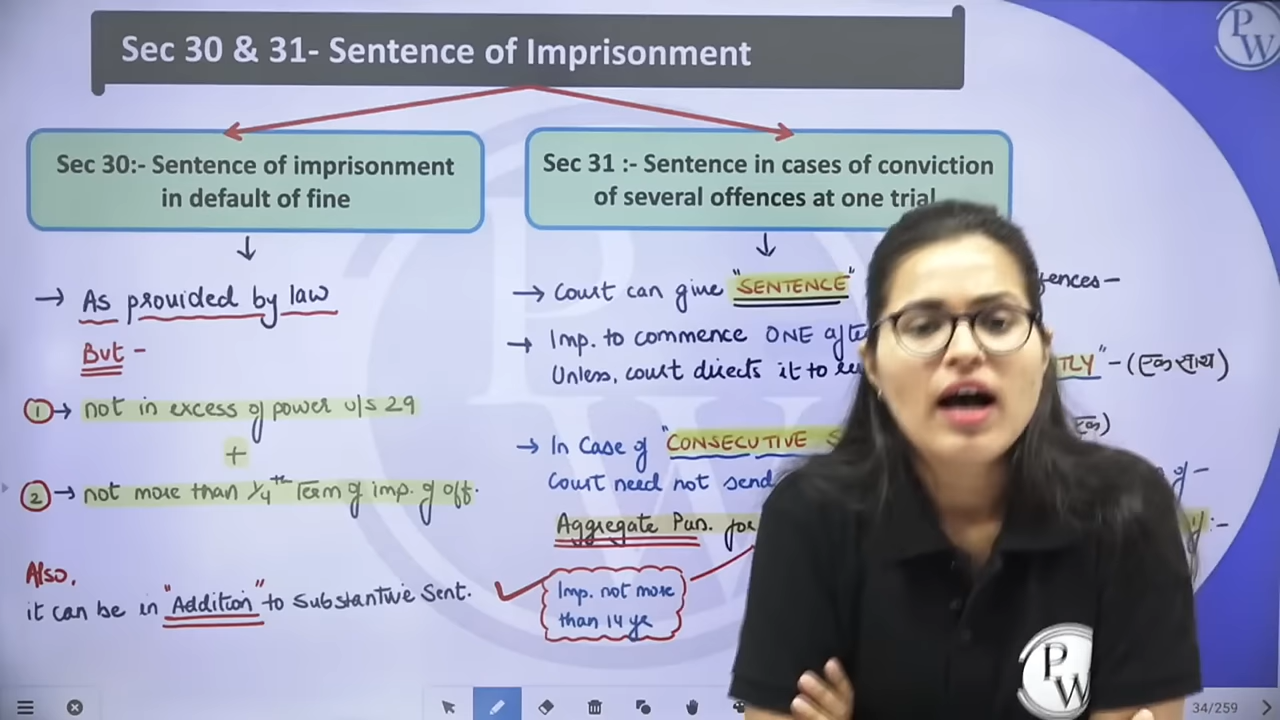 Sec 30 & 31- Sentence of Imprisonment
PW
Sec 30:- Sentence of imprisonment
in default of fine
→ As provided by law
But -
① → not in excess of power u/s 29
+
② → not more than 1/4th Term of imp. of off.
Also,
it can be in "Addition" to substantive Sent.
Sec 31 :- Sentence in cases of conviction
of several offences at one trial
→ Court can give "SENTENCE"
→ Imp. to commence ONE
Unless, court directs it to
TLY" - (एक साथ)
→ In Case of "CONSECUTIVE
Court need not send
Aggregate Pun. for
Imp. not more
than 14 yr
PW
34/259